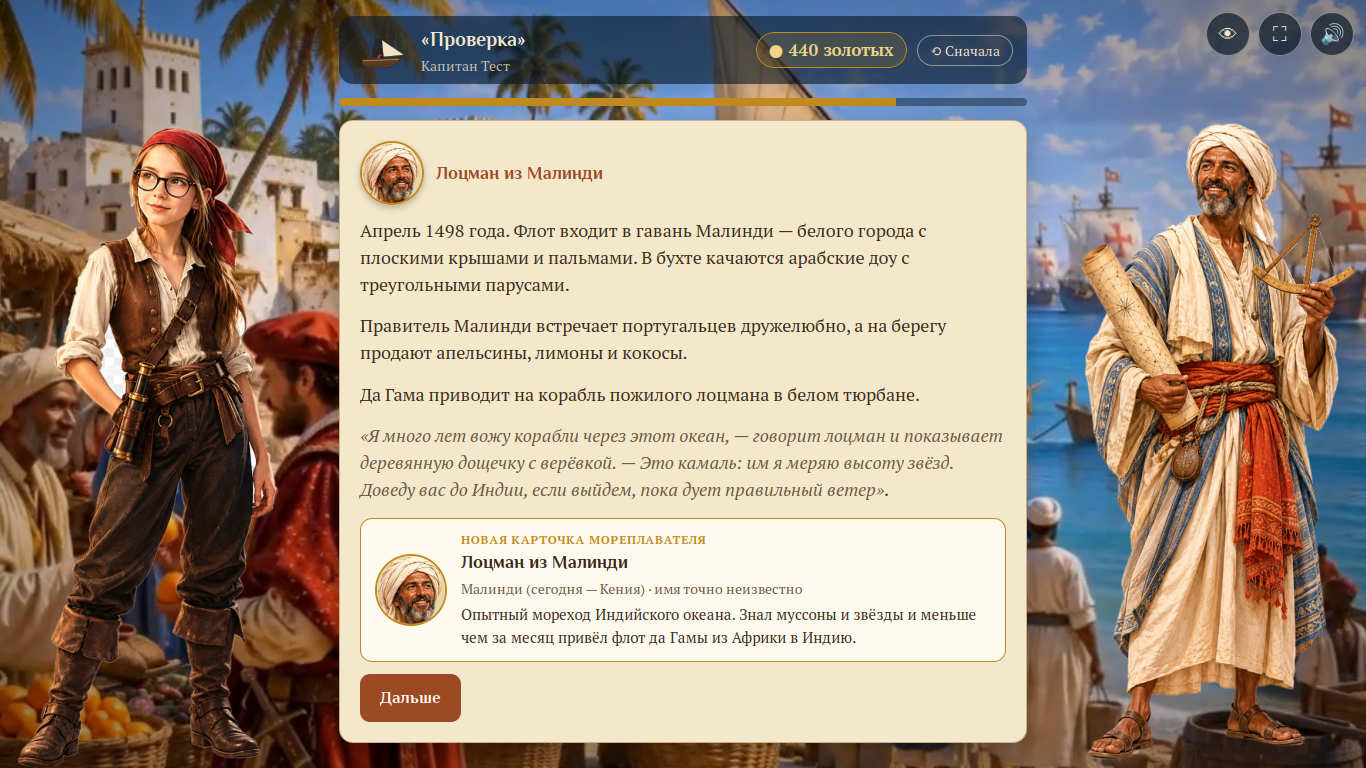 «Проверка»
Капитан Тест
440 золотых
⟲ Сначала
Лоцман из Малинди
Апрель 1498 года. Флот входит в гавань Малинди — белого города с
плоскими крышами и пальмами. В бухте качаются арабские доу с
треугольными парусами.
Правитель Малинди встречает португальцев дружелюбно, а на берегу
продают апельсины, лимоны и кокосы.
Да Гама приводит на корабль пожилого лоцмана в белом тюрбане.
«Я много лет вожу корабли через этот океан, — говорит лоцман и показывает
деревянную дощечку с верёвкой. — Это камаль: им я меряю высоту звёзд.
Доведу вас до Индии, если выйдем, пока дует правильный ветер».
НОВАЯ КАРТОЧКА МОРЕПЛАВАТЕЛЯ
Лоцман из Малинди
Малинди (сегодня — Кения) · имя точно неизвестно
Опытный мореход Индийского океана. Знал муссоны и звёзды и меньше
чем за месяц привёл флот да Гамы из Африки в Индию.
Дальше